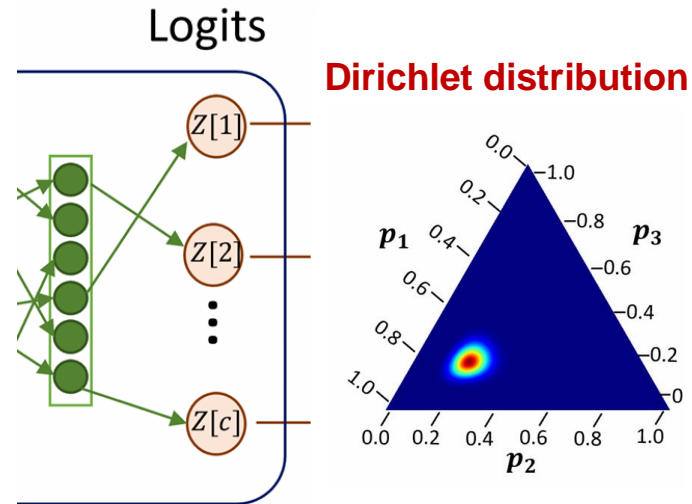 Logits
Dirichlet distribution
Z[1]
Z[2]
⋮
Z[c]
p₁
0.0
0.2
0.4
0.6
0.8
1.0
p₃
1.0
0.8
0.6
0.4
0.2
0
0.0 0.2 0.4 0.6 0.8 1.0
p₂